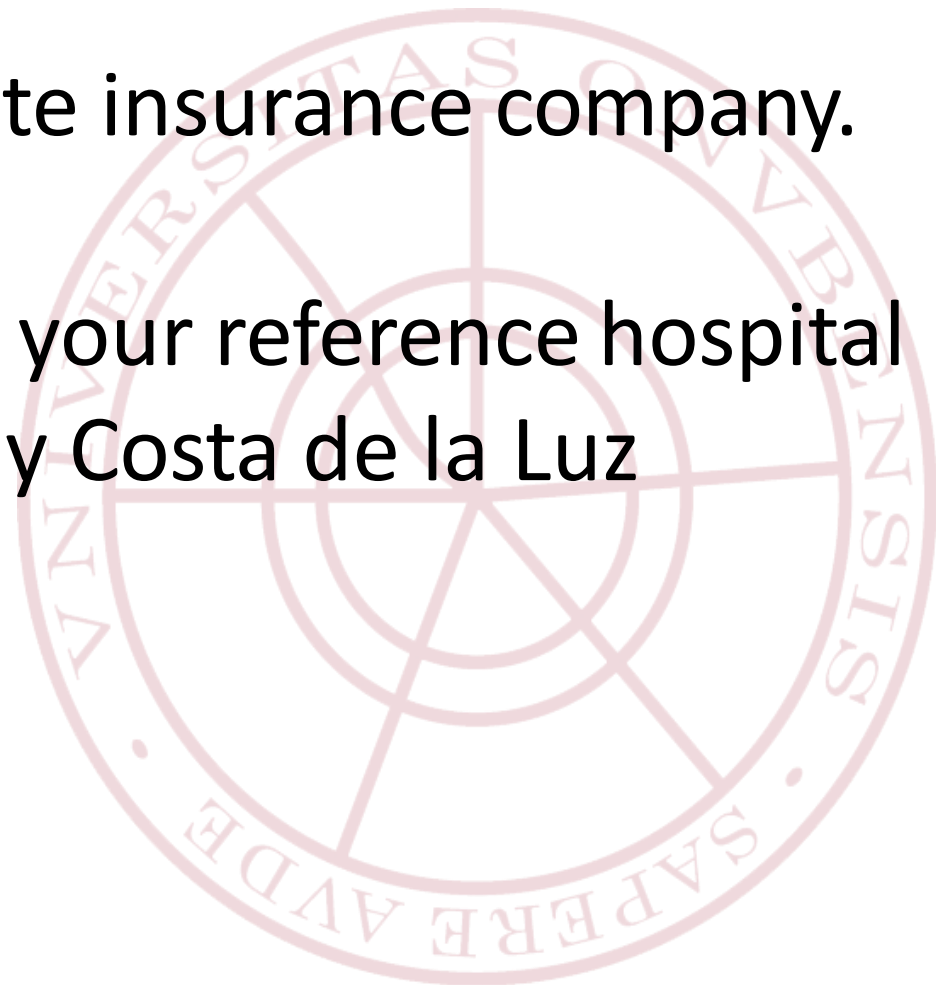 te insurance company.
your reference hospital
y Costa de la Luz
VNIVERSITAS ONVBENSIS • SAPERE AVDE •